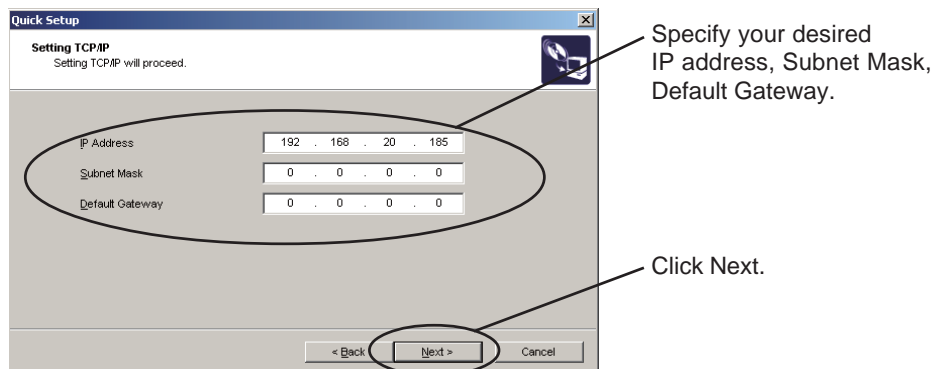 Quick Setup
Setting TCP/IP
Setting TCP/IP will proceed.
Specify your desired
IP address, Subnet Mask,
Default Gateway.
IP Address 192 . 168 . 20 . 185
Subnet Mask 0 . 0 . 0 . 0
Default Gateway 0 . 0 . 0 . 0
Click Next.
< Back Next > Cancel